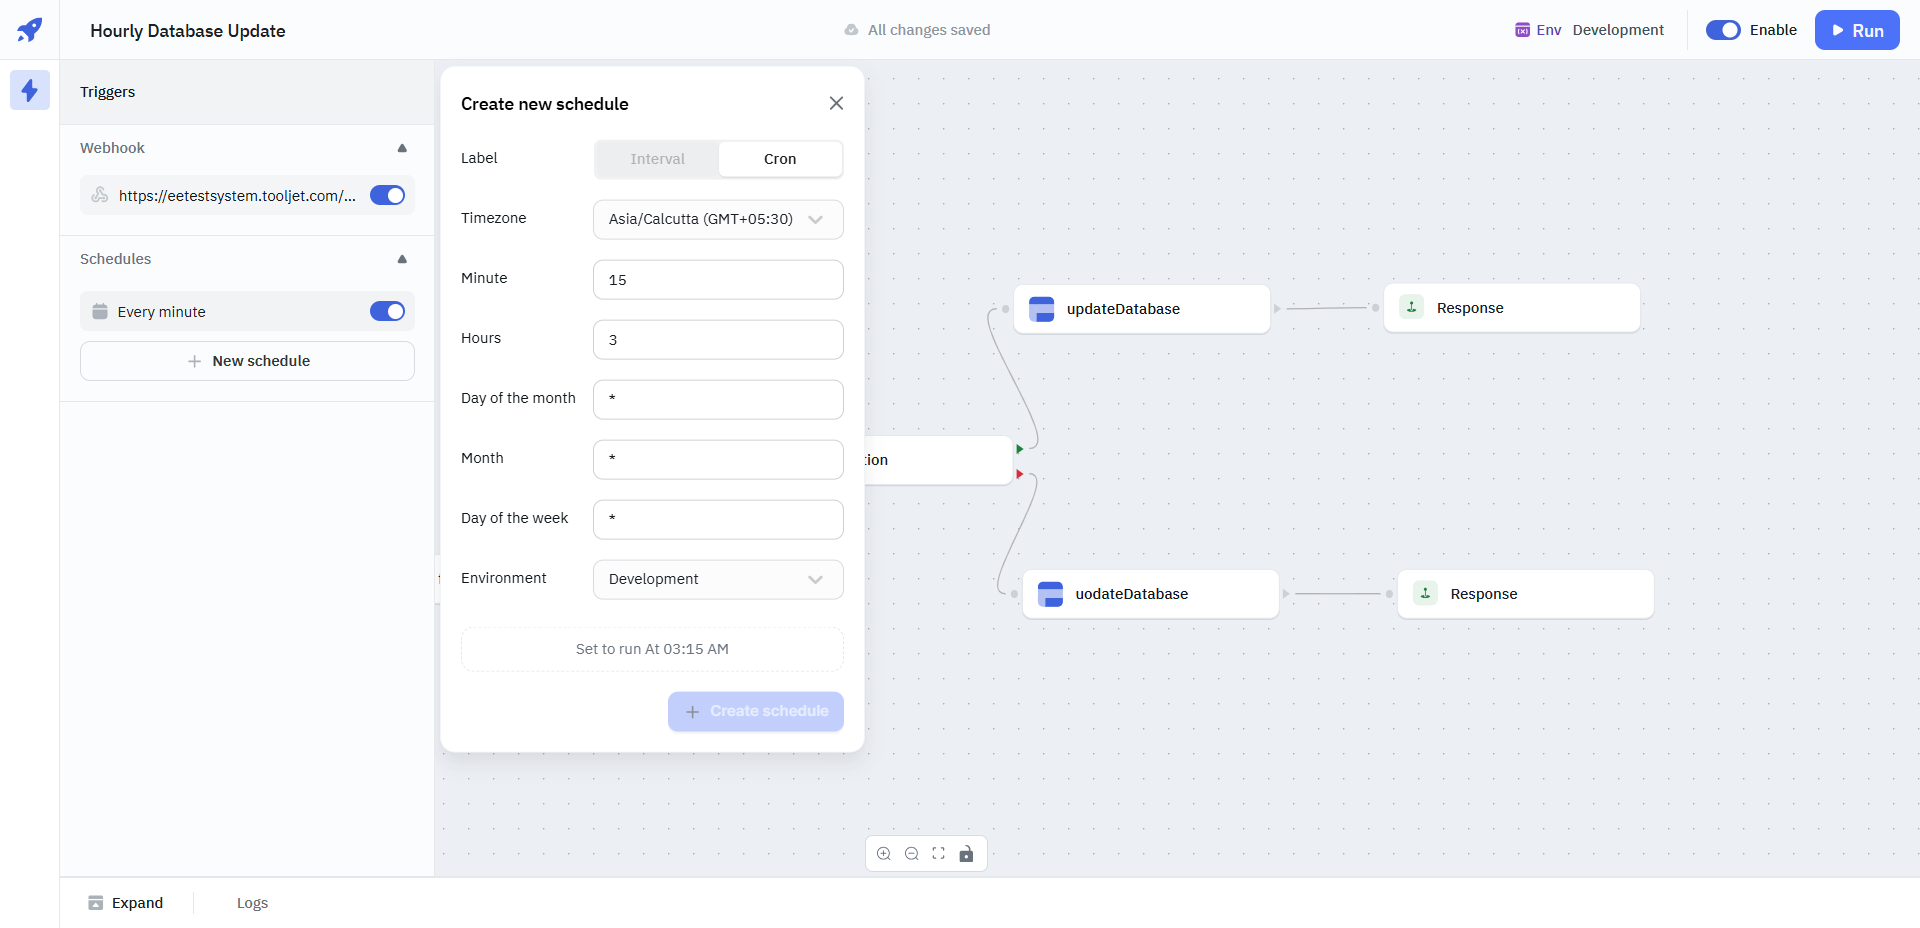 Hourly Database Update
All changes saved
Env Development
Enable
Run
Triggers
Webhook
https://eetestsystem.tooljet.com/...
Schedules
Every minute
New schedule
Create new schedule
Label
Interval
Cron
Timezone
Asia/Calcutta (GMT+05:30)
Minute
15
Hours
3
Day of the month
*
Month
*
Day of the week
*
Environment
Development
Set to run At 03:15 AM
Create schedule
updateDatabase
Response
tion
uodateDatabase
Response
Expand
Logs